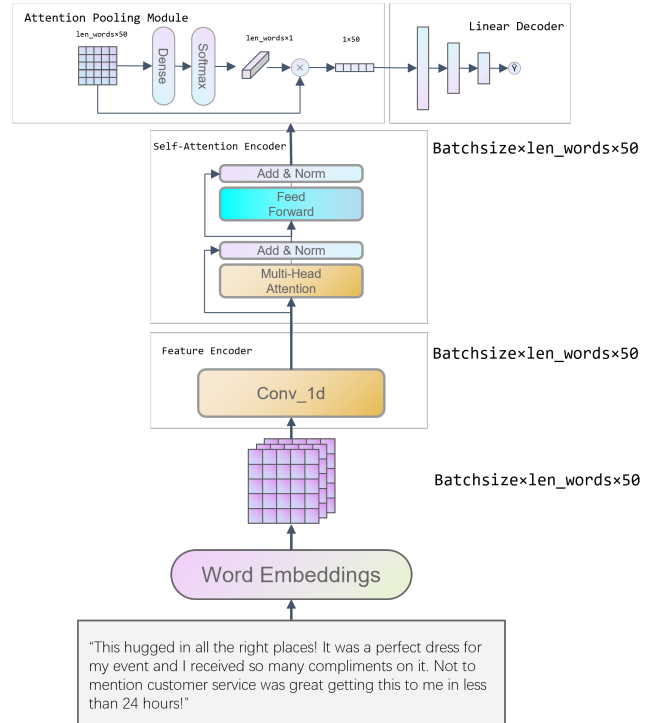 Attention Pooling Module
Linear Decoder
len_words×50
Dense
Softmax
len_words×1
×
1×50
Ŷ
Self-Attention Encoder
Batchsize×len_words×50
Add & Norm
Feed
Forward
Add & Norm
Multi-Head
Attention
Feature Encoder
Batchsize×len_words×50
Conv_1d
Batchsize×len_words×50
Word Embeddings
“This hugged in all the right places! It was a perfect dress for
my event and I received so many compliments on it. Not to
mention customer service was great getting this to me in less
than 24 hours!”